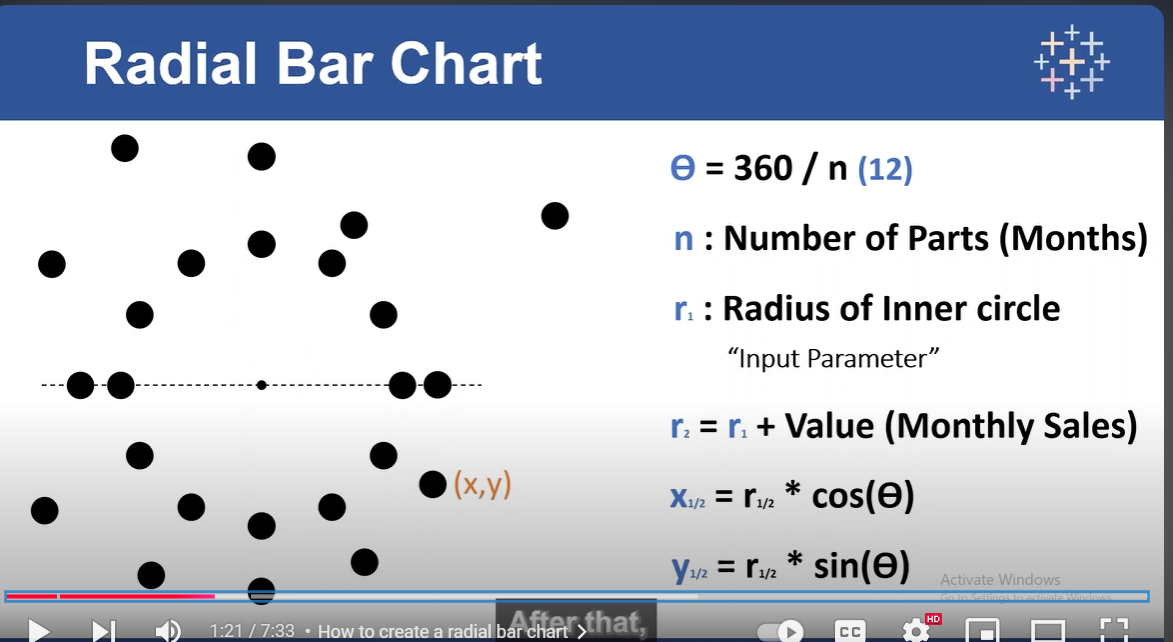 Radial Bar Chart
Ɵ = 360 / n (12)
n : Number of Parts (Months)
r₁ : Radius of Inner circle
“Input Parameter”
r₂ = r₁ + Value (Monthly Sales)
(x,y)
x₁/₂ = r₁/₂ * cos(Ɵ)
y₁/₂ = r₁/₂ * sin(Ɵ)
Activate Windows
Go to Settings to activate Windows.
After that,
1:21 / 7:33 • How to create a radial bar chart
CC
HD